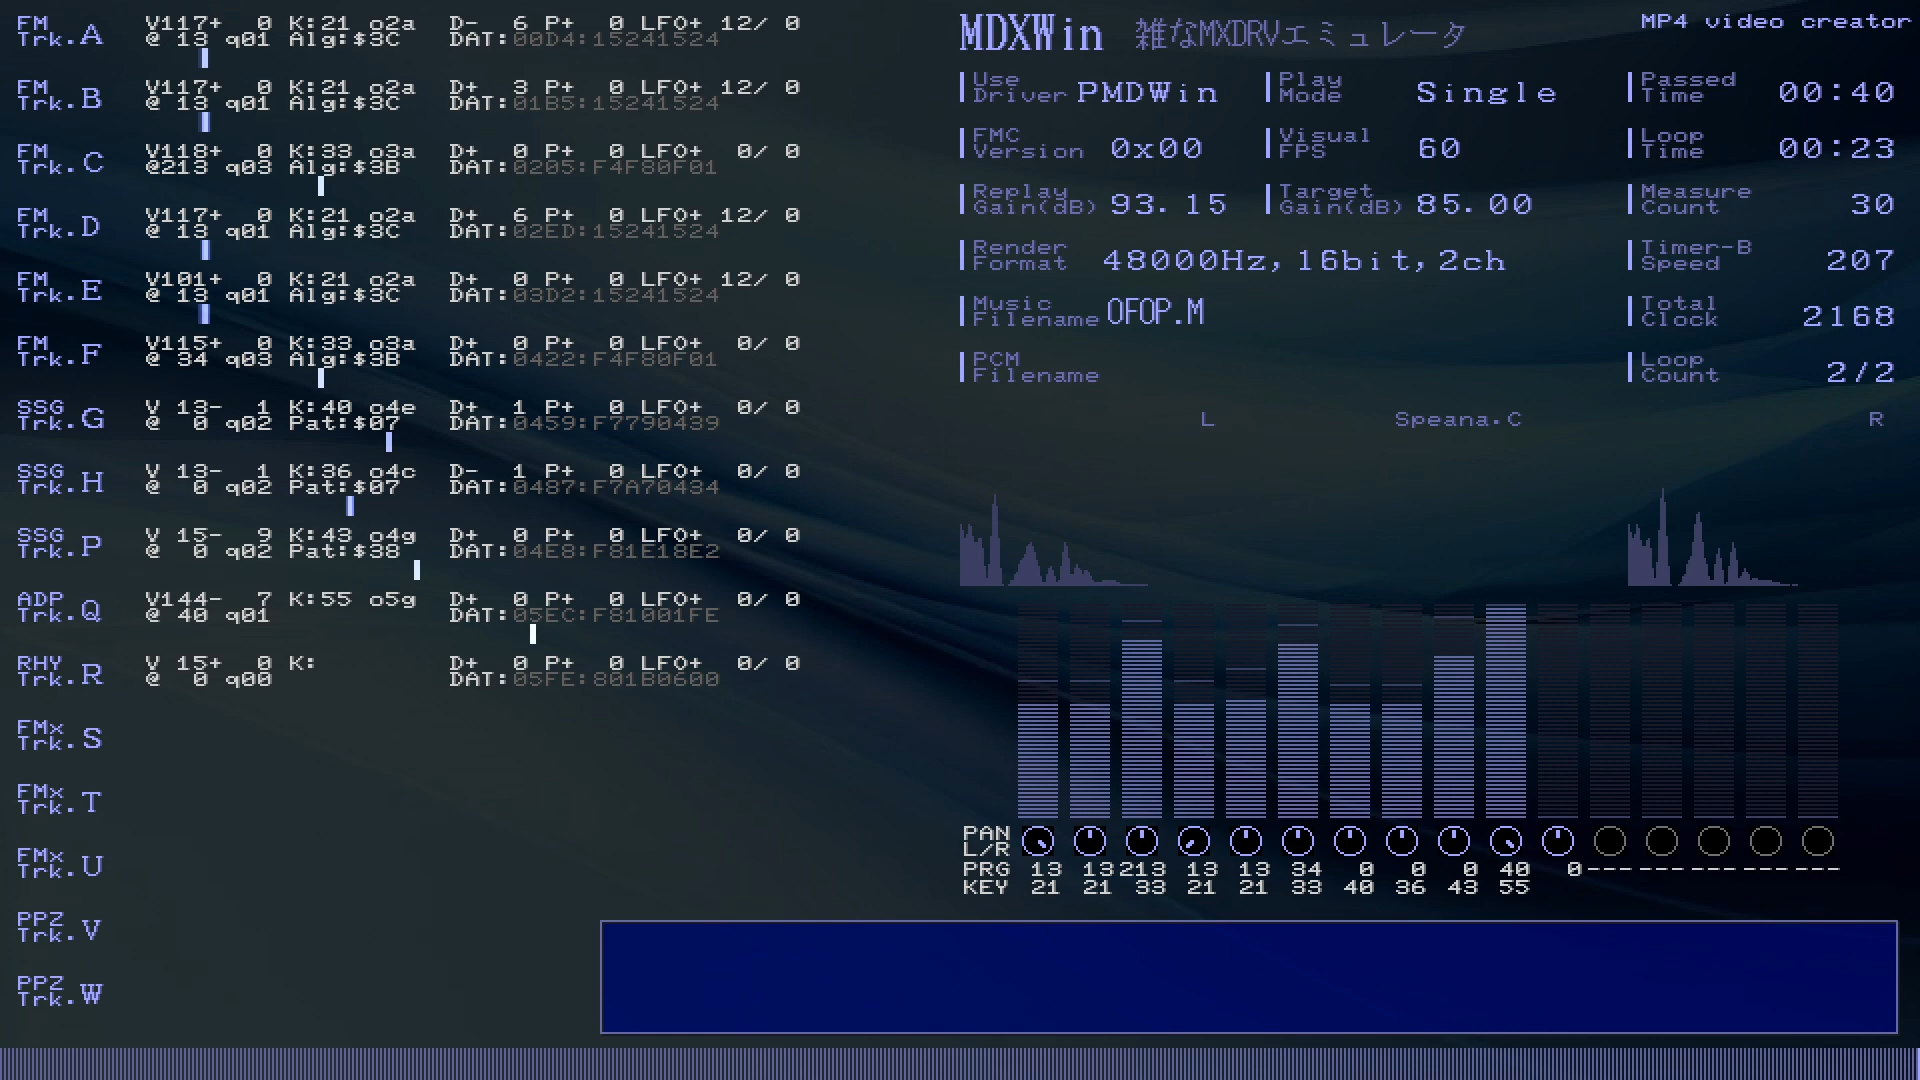 FM Trk.A V117+ 0 K:21 o2a D- 6 P+ 0 LFO+ 12/ 0
@ 13 q01 Alg:$3C DAT:00D4:15241524
FM Trk.B V117+ 0 K:21 o2a D+ 3 P+ 0 LFO+ 12/ 0
@ 13 q01 Alg:$3C DAT:01B5:15241524
FM Trk.C V118+ 0 K:33 o3a D+ 0 P+ 0 LFO+ 0/ 0
@213 q03 Alg:$3B DAT:0205:F4F80F01
FM Trk.D V117+ 0 K:21 o2a D+ 6 P+ 0 LFO+ 12/ 0
@ 13 q01 Alg:$3C DAT:02ED:15241524
FM Trk.E V101+ 0 K:21 o2a D+ 0 P+ 0 LFO+ 12/ 0
@ 13 q01 Alg:$3C DAT:03D2:15241524
FM Trk.F V115+ 0 K:33 o3a D+ 0 P+ 0 LFO+ 0/ 0
@ 34 q03 Alg:$3B DAT:0422:F4F80F01
SSG Trk.G V 13- 1 K:40 o4e D+ 1 P+ 0 LFO+ 0/ 0
@ 0 q02 Pat:$07 DAT:0459:F7790439
SSG Trk.H V 13- 1 K:36 o4c D- 1 P+ 0 LFO+ 0/ 0
@ 0 q02 Pat:$07 DAT:0487:F7A70434
SSG Trk.P V 15- 9 K:43 o4g D+ 0 P+ 0 LFO+ 0/ 0
@ 0 q02 Pat:$38 DAT:04E8:F81E18E2
ADP Trk.Q V144- 7 K:55 o5g D+ 0 P+ 0 LFO+ 0/ 0
@ 40 q01 DAT:05EC:F81001FE
RHY Trk.R V 15+ 0 K: D+ 0 P+ 0 LFO+ 0/ 0
@ 0 q00 DAT:05FE:801B0600
FMx Trk.S
FMx Trk.T
FMx Trk.U
PPZ Trk.V
PPZ Trk.W
MDXWin 雑なMXDRVエミュレータ MP4 video creator
Use Driver PMDWin Play Mode Single Passed Time 00:40
FMC Version 0x00 Visual FPS 60 Loop Time 00:23
Replay Gain(dB) 93.15 Target Gain(dB) 85.00 Measure Count 30
Render Format 48000Hz,16bit,2ch Timer-B Speed 207
Music Filename OFOP.M Total Clock 2168
PCM Filename Loop Count 2/2
L Speana.C R
PAN L/R
PRG 13 13 213 13 13 34 0 0 0 40 0 --- --- --- --- ---
KEY 21 21 33 21 21 33 40 36 43 55